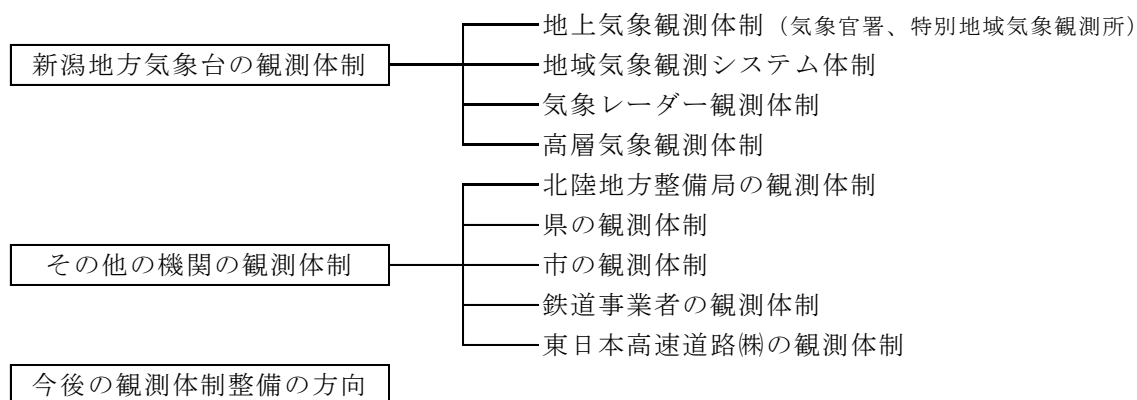 地上気象観測体制（気象官署、特別地域気象観測所）
新潟地方気象台の観測体制
地域気象観測システム体制
気象レーダー観測体制
高層気象観測体制
北陸地方整備局の観測体制
県の観測体制
その他の機関の観測体制
市の観測体制
鉄道事業者の観測体制
東日本高速道路㈱の観測体制
今後の観測体制整備の方向